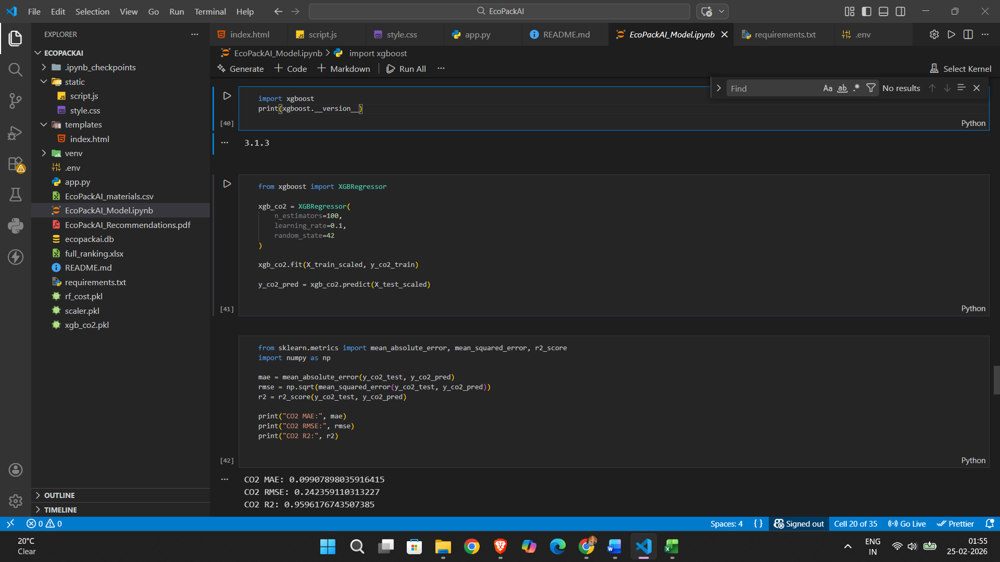 File Edit Selection View Go Run Terminal Help
EcoPackAI
EXPLORER
ECOPACKAI
.ipynb_checkpoints
static
script.js
style.css
templates
index.html
venv
.env
app.py
EcoPackAI_materials.csv
EcoPackAI_Model.ipynb
EcoPackAI_Recommendations.pdf
ecopackai.db
full_ranking.xlsx
README.md
requirements.txt
rf_cost.pkl
scaler.pkl
xgb_co2.pkl
OUTLINE
TIMELINE
index.html script.js style.css app.py README.md EcoPackAI_Model.ipynb requirements.txt .env
EcoPackAI_Model.ipynb > import xgboost
Generate + Code + Markdown Run All ... Select Kernel
Find Aa ab .* No results
import xgboost
print(xgboost.__version__)
[40] Python
3.1.3
from xgboost import XGBRegressor
xgb_co2 = XGBRegressor(
n_estimators=100,
learning_rate=0.1,
random_state=42
)
xgb_co2.fit(X_train_scaled, y_co2_train)
y_co2_pred = xgb_co2.predict(X_test_scaled)
[41] Python
from sklearn.metrics import mean_absolute_error, mean_squared_error, r2_score
import numpy as np
mae = mean_absolute_error(y_co2_test, y_co2_pred)
rmse = np.sqrt(mean_squared_error(y_co2_test, y_co2_pred))
r2 = r2_score(y_co2_test, y_co2_pred)
print("CO2 MAE:", mae)
print("CO2 RMSE:", rmse)
print("CO2 R2:", r2)
[42] Python
CO2 MAE: 0.09907898035916415
CO2 RMSE: 0.242359110313227
CO2 R2: 0.9596176743507385
0 0 Spaces: 4 { } Signed out Cell 20 of 35 Go Live Prettier
20°C
Clear
ENG
IN
01:55
25-02-2026